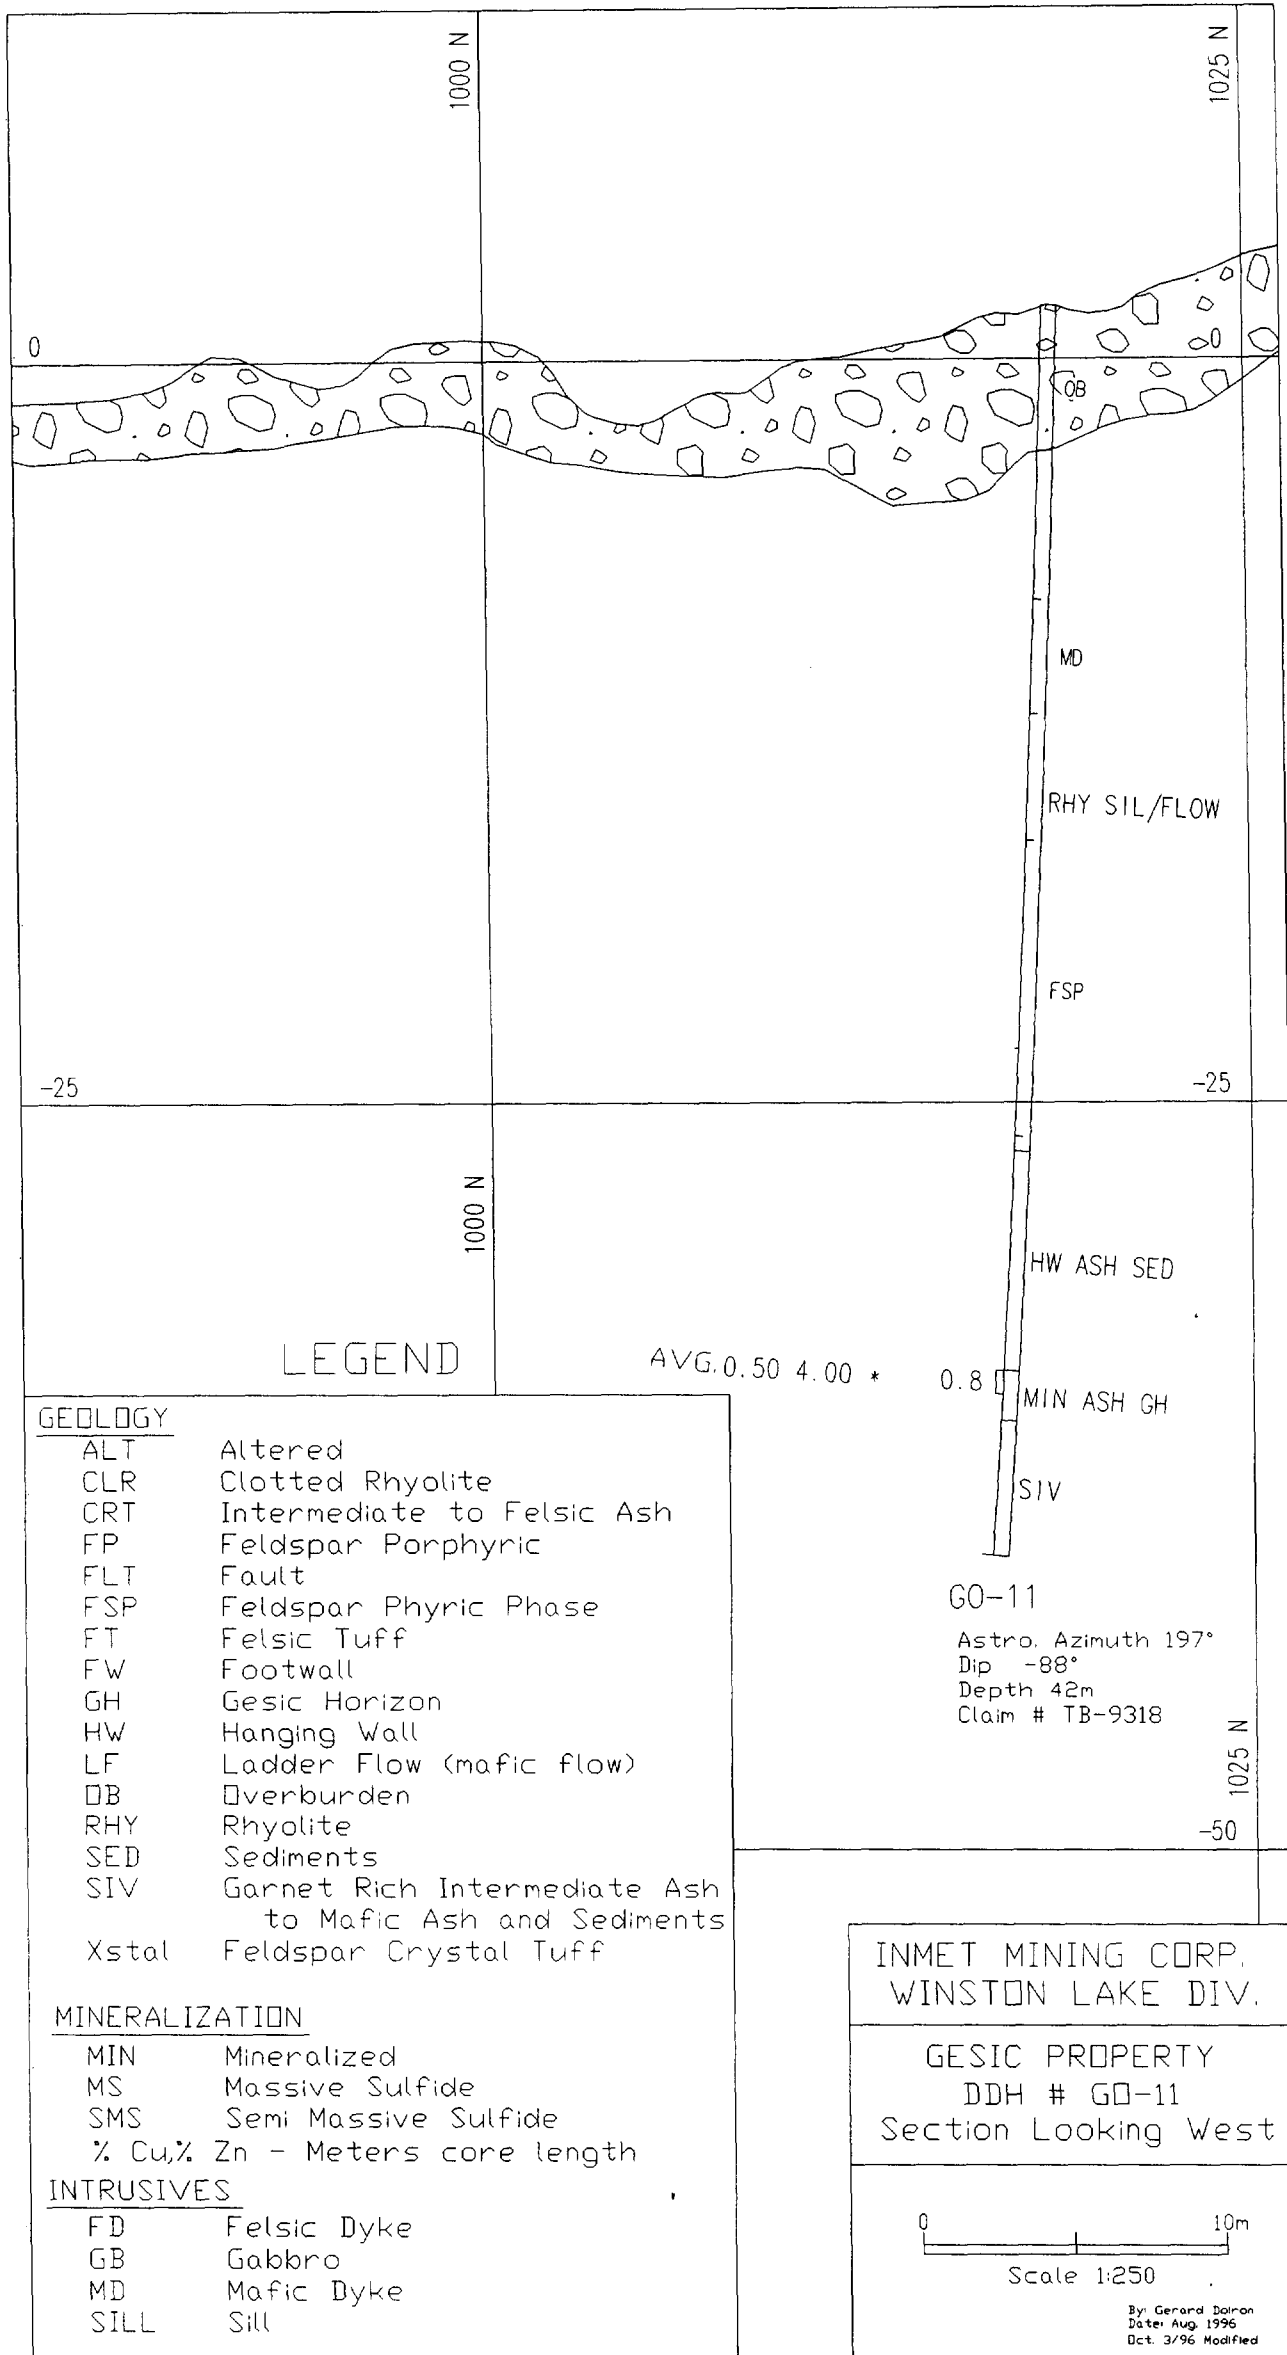 1000 N
1025 N
0
0
OB
MD
RHY SIL/FLOW
FSP
-25
-25
1000 N
HW ASH SED
LEGEND
AVG.0.50 4.00 *
0.8
MIN ASH GH
SIV
GO-11
Astro. Azimuth 197°
Dip -88°
Depth 42m
Claim # TB-9318
1025 N
-50
GEOLOGY
ALT Altered
CLR Clotted Rhyolite
CRT Intermediate to Felsic Ash
FP Feldspar Porphyric
FLT Fault
FSP Feldspar Phyric Phase
FT Felsic Tuff
FW Footwall
GH Gesic Horizon
HW Hanging Wall
LF Ladder Flow (mafic flow)
OB Overburden
RHY Rhyolite
SED Sediments
SIV Garnet Rich Intermediate Ash
to Mafic Ash and Sediments
Xstal Feldspar Crystal Tuff
MINERALIZATION
MIN Mineralized
MS Massive Sulfide
SMS Semi Massive Sulfide
% Cu,% Zn - Meters core length
INTRUSIVES
FD Felsic Dyke
GB Gabbro
MD Mafic Dyke
SILL Sill
INMET MINING CORP.
WINSTON LAKE DIV.
GESIC PROPERTY
DDH # GO-11
Section Looking West
0 10m
Scale 1:250
By: Gerard Doiron
Date: Aug. 1996
Oct. 3/96 Modified